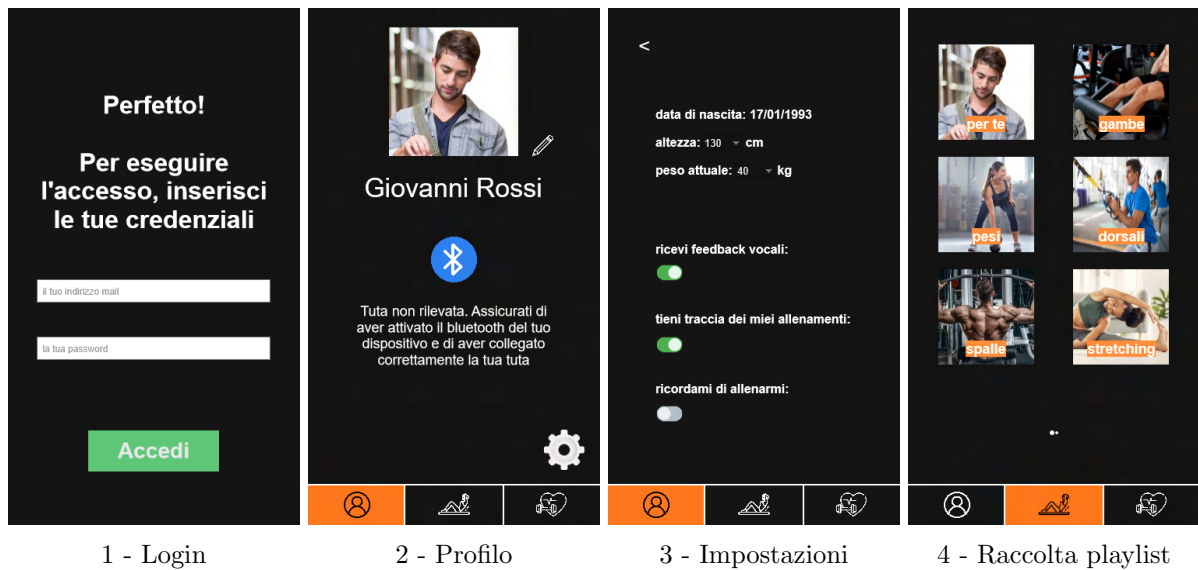 Perfetto!
Per eseguire
l'accesso, inserisci
le tue credenziali
il tuo indirizzo mail
la tua password
Accedi
1 - Login
Giovanni Rossi
Tuta non rilevata. Assicurati di
aver attivato il bluetooth del tuo
dispositivo e di aver collegato
correttamente la tua tuta
2 - Profilo
<
data di nascita: 17/01/1993
altezza: 130 cm
peso attuale: 40 kg
ricevi feedback vocali:
tieni traccia dei miei allenamenti:
ricordami di allenarmi:
3 - Impostazioni
per te
gambe
pesi
dorsali
spalle
stretching
4 - Raccolta playlist